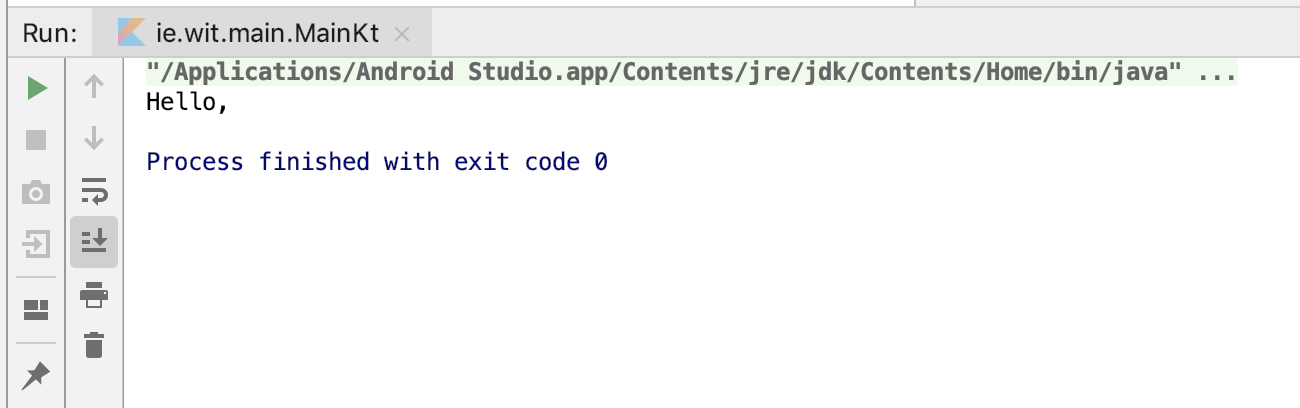 Run: ie.wit.main.MainKt
"/Applications/Android Studio.app/Contents/jre/jdk/Contents/Home/bin/java" ...
Hello,
Process finished with exit code 0